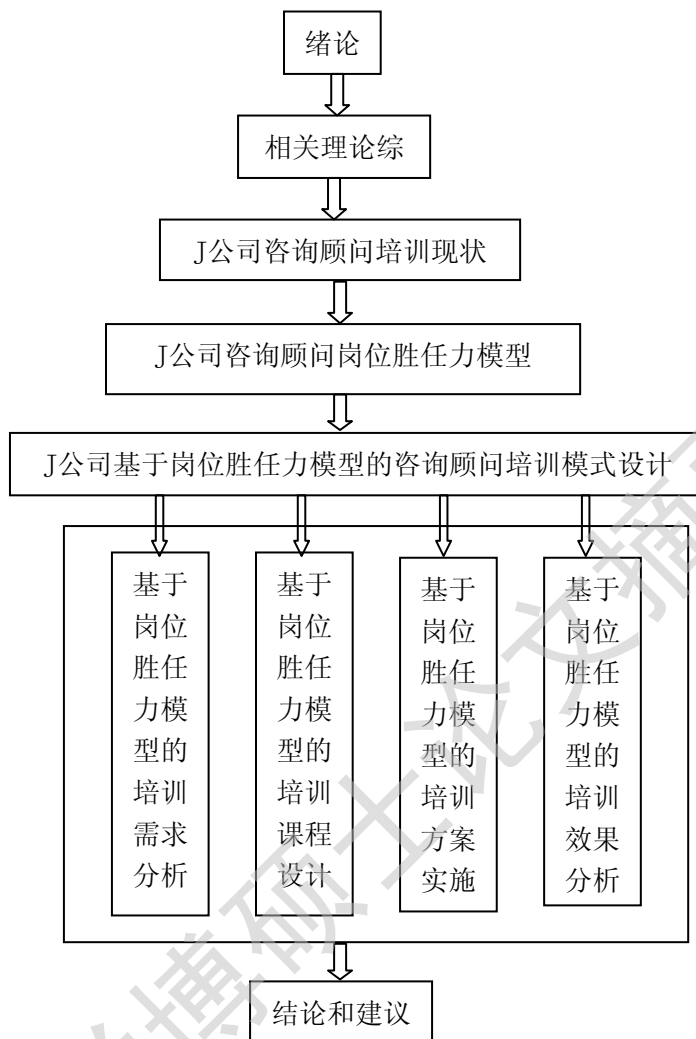 绪论
相关理论综
J公司咨询顾问培训现状
J公司咨询顾问岗位胜任力模型
J公司基于岗位胜任力模型的咨询顾问培训模式设计
基于
岗位
胜任
力模
型的
培训
需求
分析
基于
岗位
胜任
力模
型的
培训
课程
设计
基于
岗位
胜任
力模
型的
培训
方案
实施
基于
岗位
胜任
力模
型的
培训
效果
分析
结论和建议
博硕士论文摘